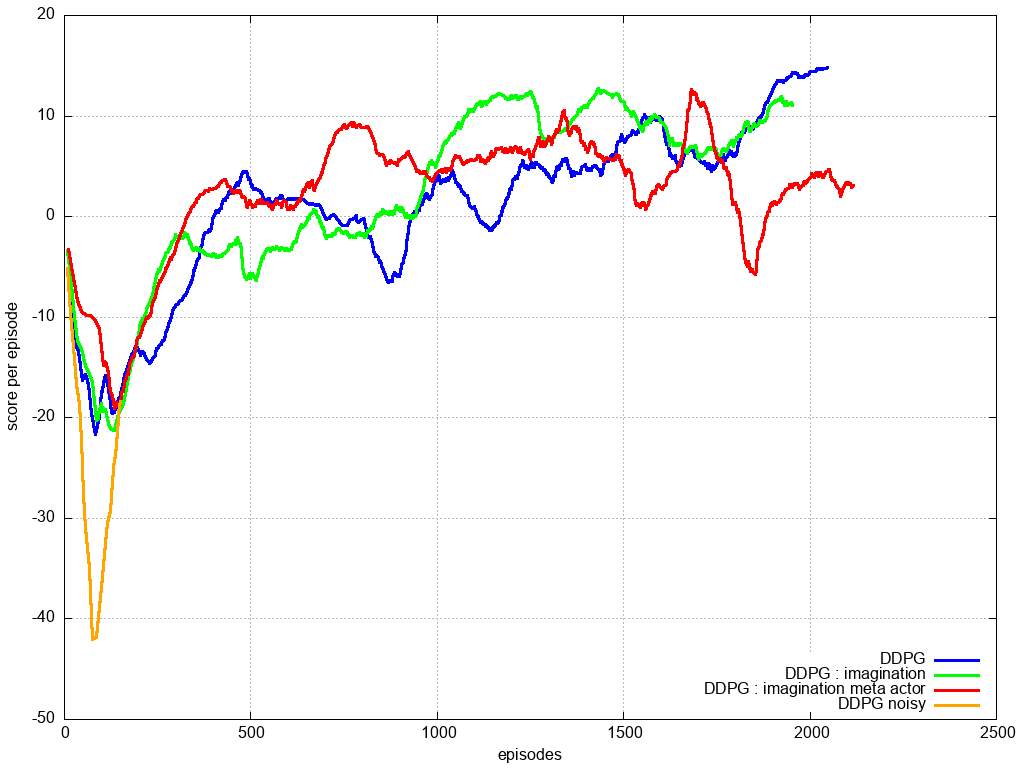 20
10
0
-10
-20
-30
-40
-50
score per episode
0
500
1000
1500
2000
2500
episodes
DDPG
DDPG : imagination
DDPG : imagination meta actor
DDPG noisy